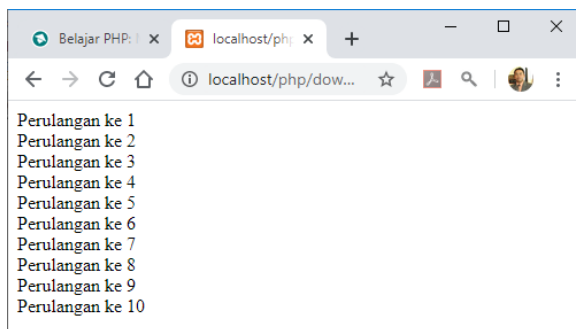 Belajar PHP:
localhost/php
localhost/php/dow...
Perulangan ke 1
Perulangan ke 2
Perulangan ke 3
Perulangan ke 4
Perulangan ke 5
Perulangan ke 6
Perulangan ke 7
Perulangan ke 8
Perulangan ke 9
Perulangan ke 10